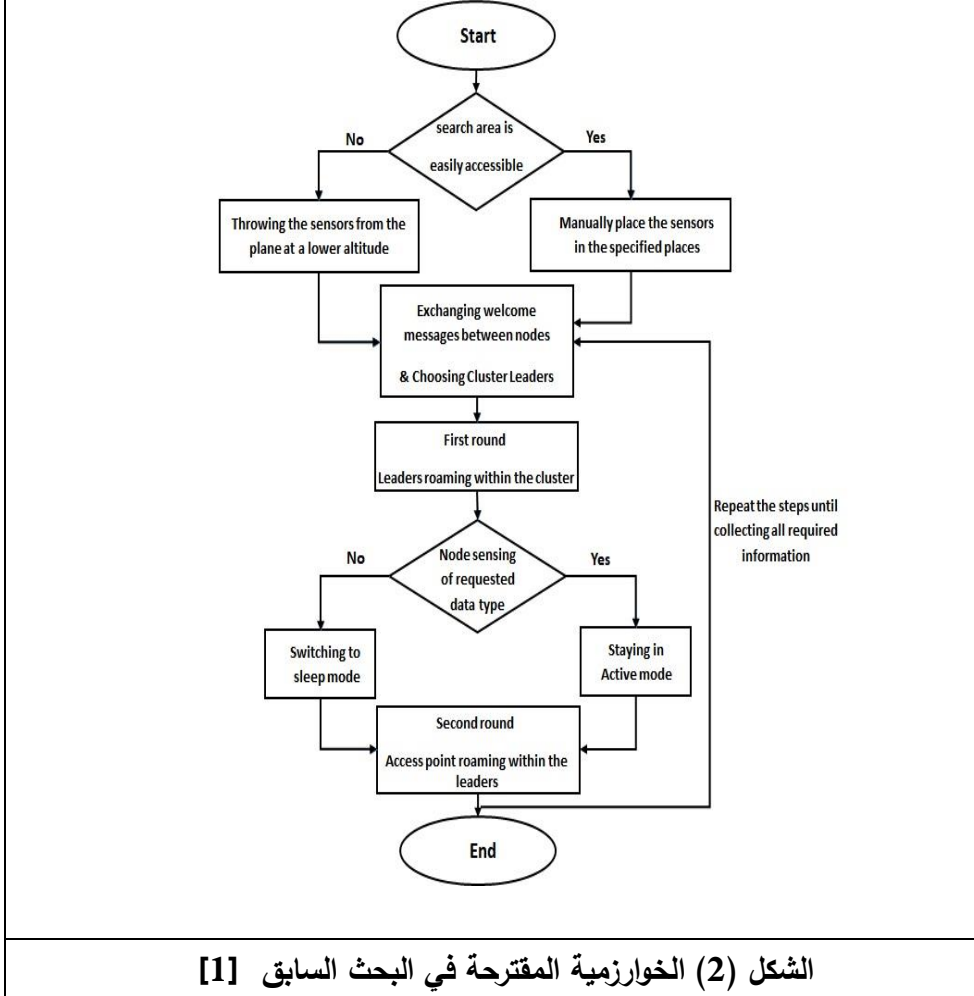 Start
search area is
easily accessible
No
Yes
Throwing the sensors from the
plane at a lower altitude
Manually place the sensors
in the specified places
Exchanging welcome
messages between nodes
& Choosing Cluster Leaders
First round
Leaders roaming within the cluster
Node sensing
of requested
data type
No
Yes
Switching to
sleep mode
Staying in
Active mode
Repeat the steps until
collecting all required
information
Second round
Access point roaming within the
leaders
End
الشكل (2) الخوارزمية المقترحة في البحث السابق [1]